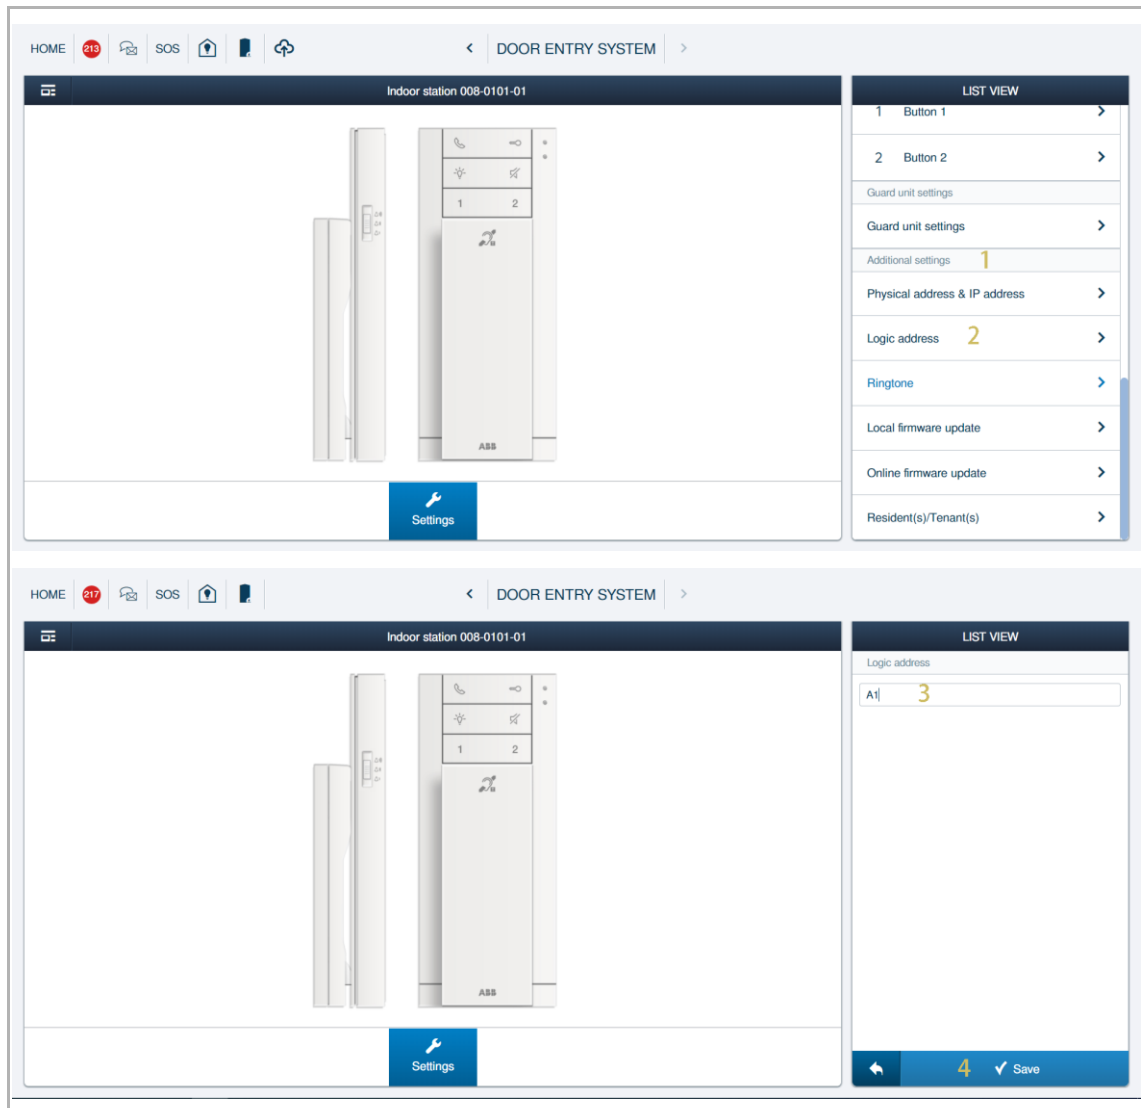 HOME 213 SOS DOOR ENTRY SYSTEM
Indoor station 008-0101-01
1 2
ABB
Settings
LIST VIEW
1 Button 1
2 Button 2
Guard unit settings
Guard unit settings
Additional settings 1
Physical address & IP address
Logic address 2
Ringtone
Local firmware update
Online firmware update
Resident(s)/Tenant(s)
HOME 217 SOS DOOR ENTRY SYSTEM
Indoor station 008-0101-01
1 2
ABB
Settings
LIST VIEW
Logic address
A1 3
4 Save